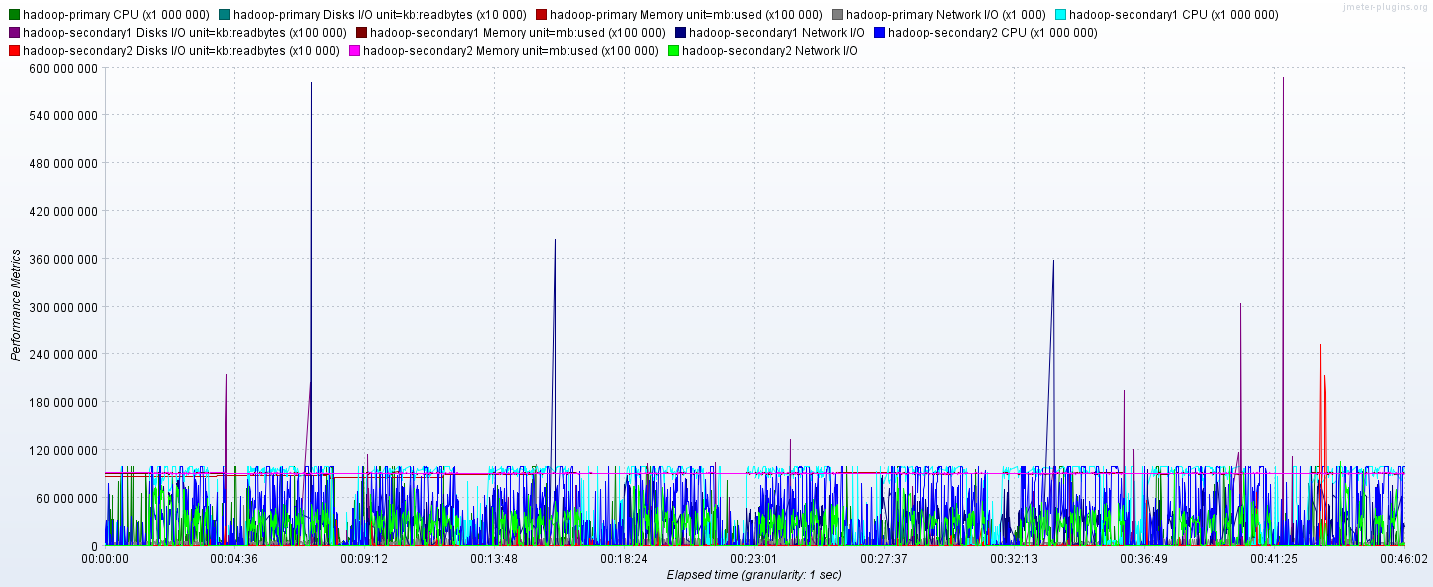 jmeter-plugins.org
hadoop-primary CPU (x1 000 000) hadoop-primary Disks I/O unit=kb:readbytes (x10 000) hadoop-primary Memory unit=mb:used (x100 000) hadoop-primary Network I/O (x1 000) hadoop-secondary1 CPU (x1 000 000)
hadoop-secondary1 Disks I/O unit=kb:readbytes (x100 000) hadoop-secondary1 Memory unit=mb:used (x100 000) hadoop-secondary1 Network I/O hadoop-secondary2 CPU (x1 000 000)
hadoop-secondary2 Disks I/O unit=kb:readbytes (x10 000) hadoop-secondary2 Memory unit=mb:used (x100 000) hadoop-secondary2 Network I/O
600 000 000
540 000 000
480 000 000
420 000 000
360 000 000
300 000 000
240 000 000
180 000 000
120 000 000
60 000 000
0
Performance Metrics
00:00:00 00:04:36 00:09:12 00:13:48 00:18:24 00:23:01 00:27:37 00:32:13 00:36:49 00:41:25 00:46:02
Elapsed time (granularity: 1 sec)